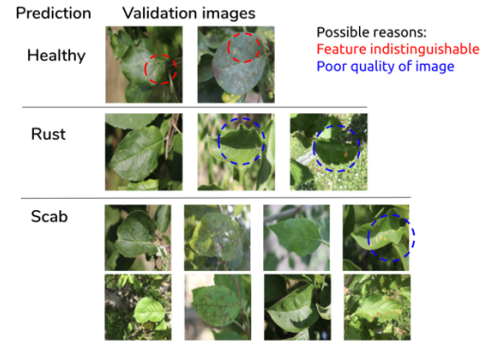 Prediction
Validation images
Possible reasons:
Feature indistinguishable
Poor quality of image
Healthy
Rust
Scab